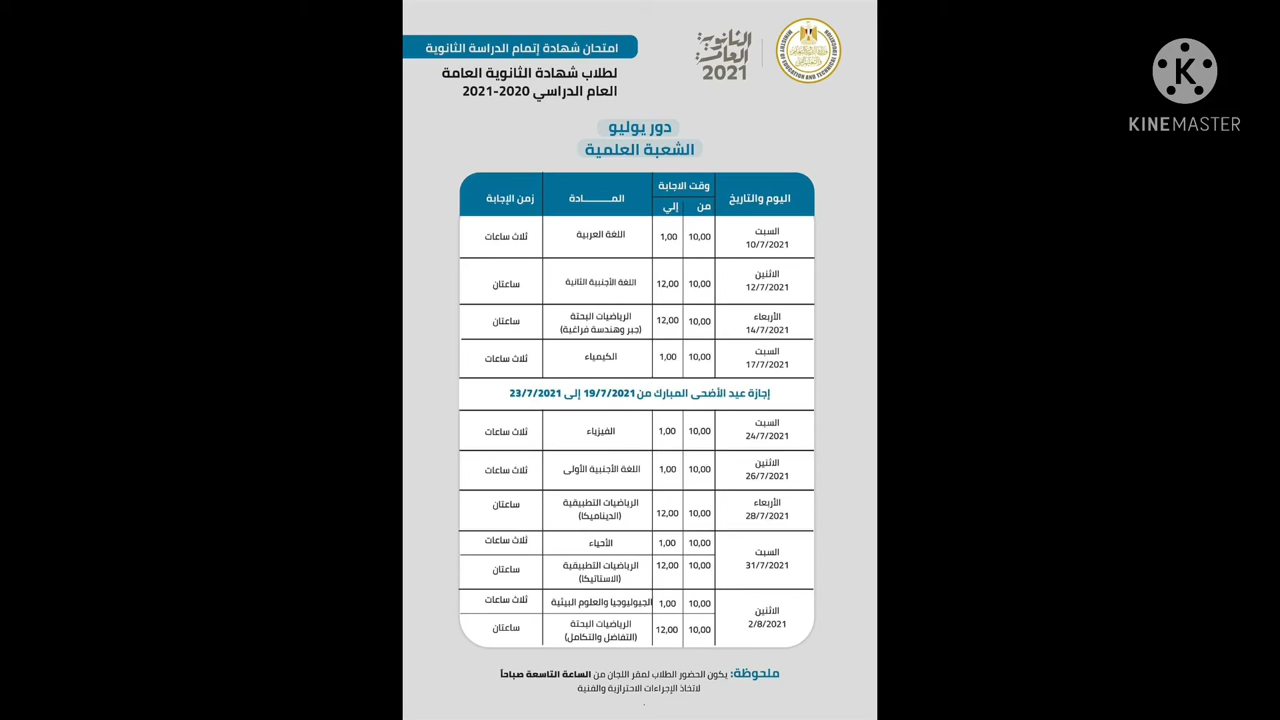 امتحان شهادة إتمام الدراسة الثانوية
لطلاب شهادة الثانوية العامة
العام الدراسي 2020-2021
الثانوية
العامة
2021
MINISTRY OF EDUCATION AND TECHNICAL EDUCATION
K
KINEMASTER
دور يوليو
الشعبة العلمية
اليوم والتاريخ وقت الاجابة المــــــــــادة زمن الإجابة
من إلي
السبت
10/7/2021 10,00 1,00 اللغة العربية ثلاث ساعات
الاثنين
12/7/2021 10,00 12,00 اللغة الأجنبية الثانية ساعتان
الأربعاء
14/7/2021 10,00 12,00 الرياضيات البحتة ساعتان
(جبر وهندسة فراغية)
السبت
17/7/2021 10,00 1,00 الكيمياء ثلاث ساعات
إجازة عيد الأضحى المبارك من 19/7/2021 إلى 23/7/2021
السبت
24/7/2021 10,00 1,00 الفيزياء ثلاث ساعات
الاثنين
26/7/2021 10,00 1,00 اللغة الأجنبية الأولى ثلاث ساعات
الأربعاء
28/7/2021 10,00 12,00 الرياضيات التطبيقية ساعتان
(الديناميكا)
السبت
31/7/2021 10,00 1,00 الأحياء ثلاث ساعات
10,00 12,00 الرياضيات التطبيقية ساعتان
(الاستاتيكا)
الاثنين
2/8/2021 10,00 1,00 الجيولوجيا والعلوم البيئية ثلاث ساعات
10,00 12,00 الرياضيات البحتة ساعتان
(التفاضل والتكامل)
ملحوظة: يكون الحضور الطلاب لمقر اللجان من الساعة التاسعة صباحاً
لاتخاذ الإجراءات الاحترازية والفنية